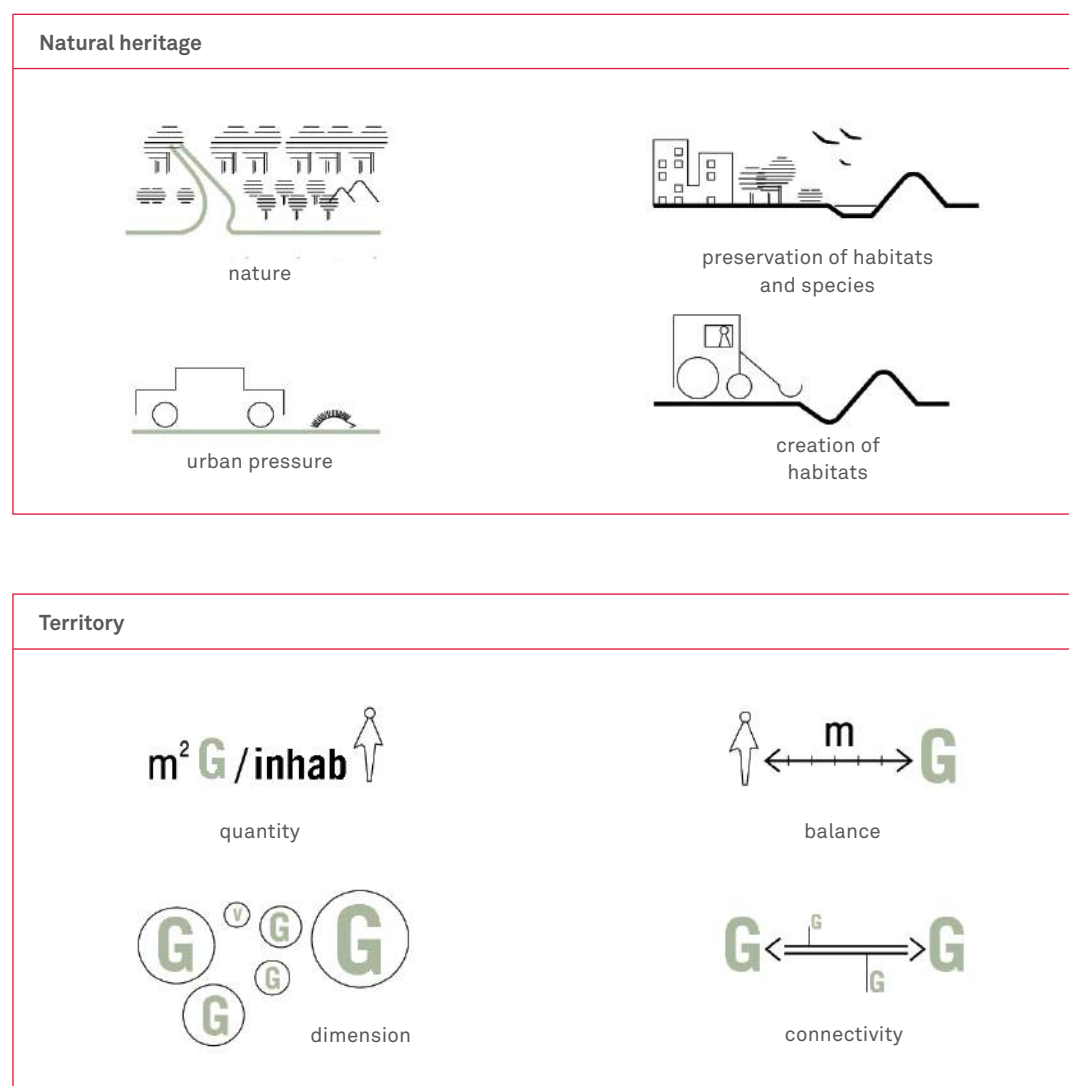 Natural heritage
nature
preservation of habitats
and species
urban pressure
creation of
habitats
Territory
m² G / inhab
quantity
m
G
balance
G
V
G
G
G
G
dimension
G
G
G
G
connectivity